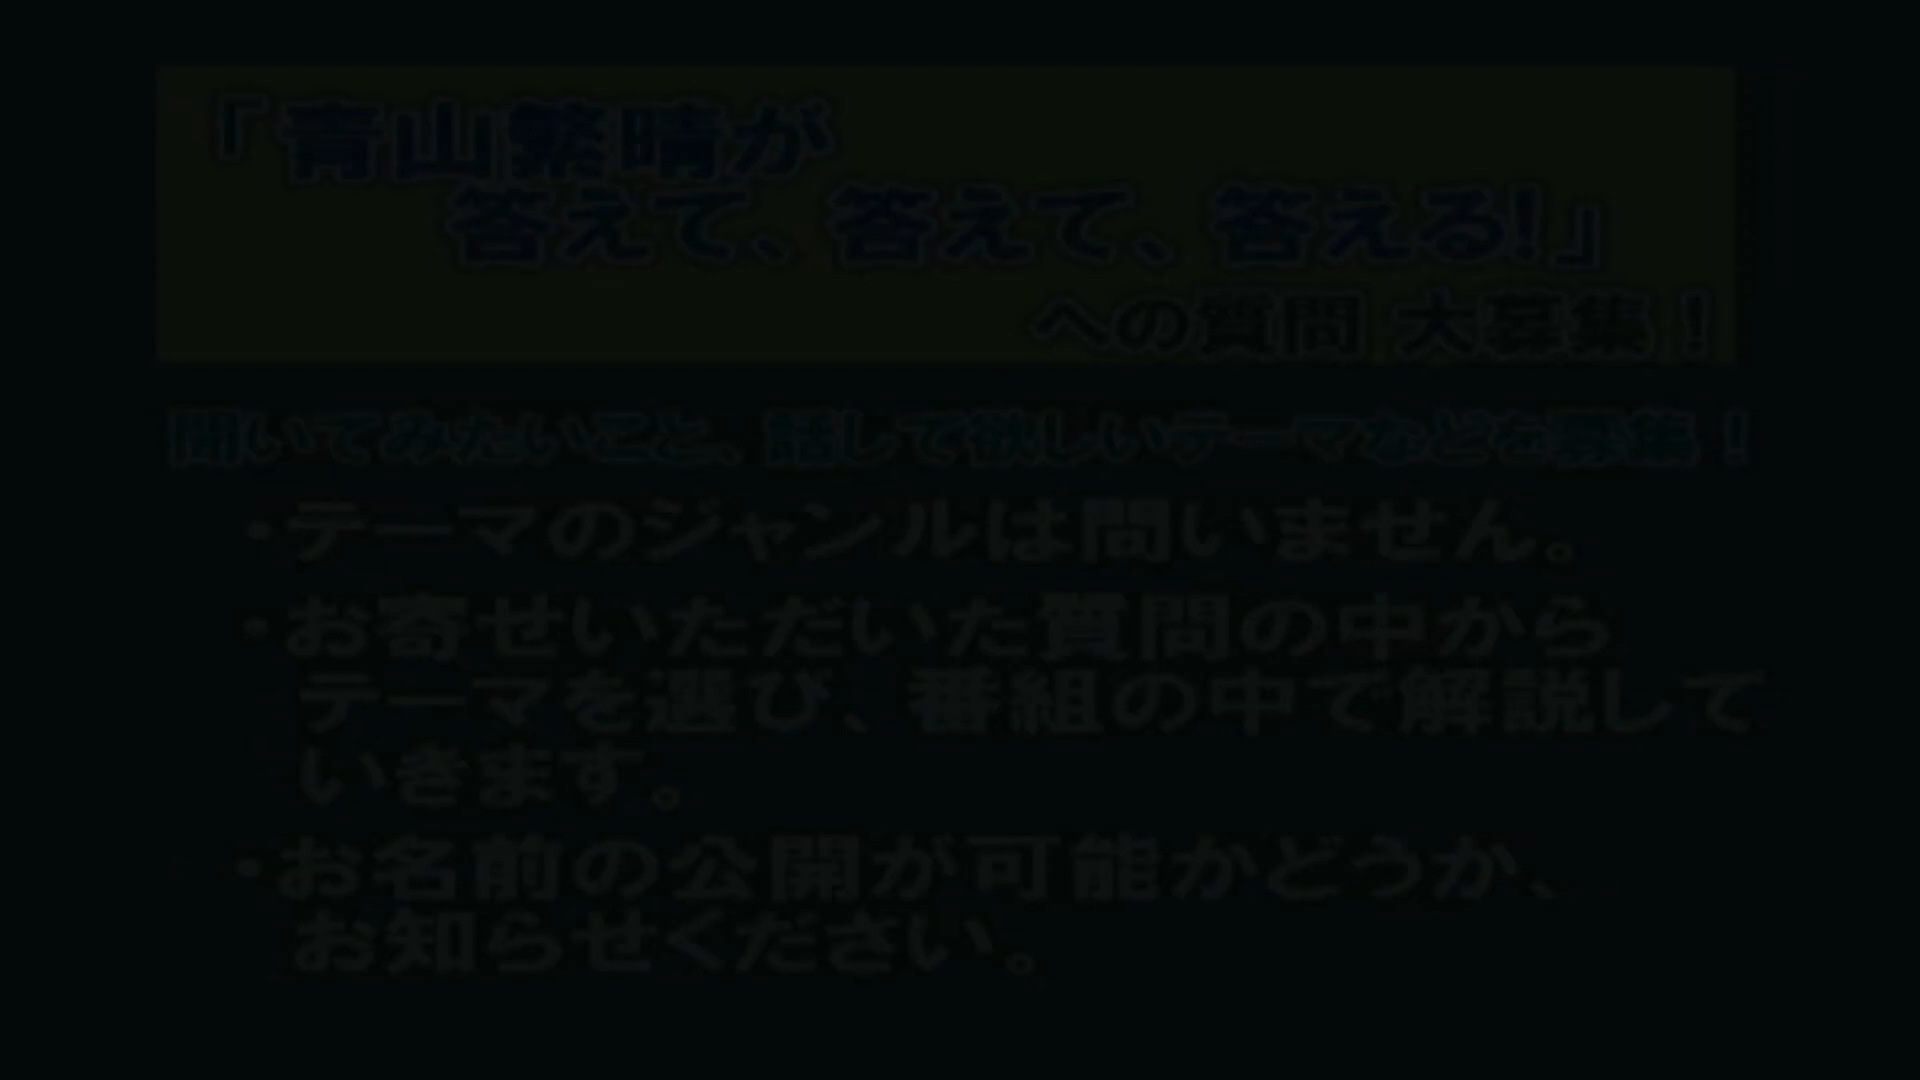 「青山繁晴が
答えて、答えて、答える!」
への質問 大募集！
聞いてみたいこと、話して欲しいテーマなどを募集！
・テーマのジャンルは問いません。
・お寄せいただいた質問の中から
テーマを選び、番組の中で解説して
いきます。
・お名前の公開が可能かどうか、
お知らせください。